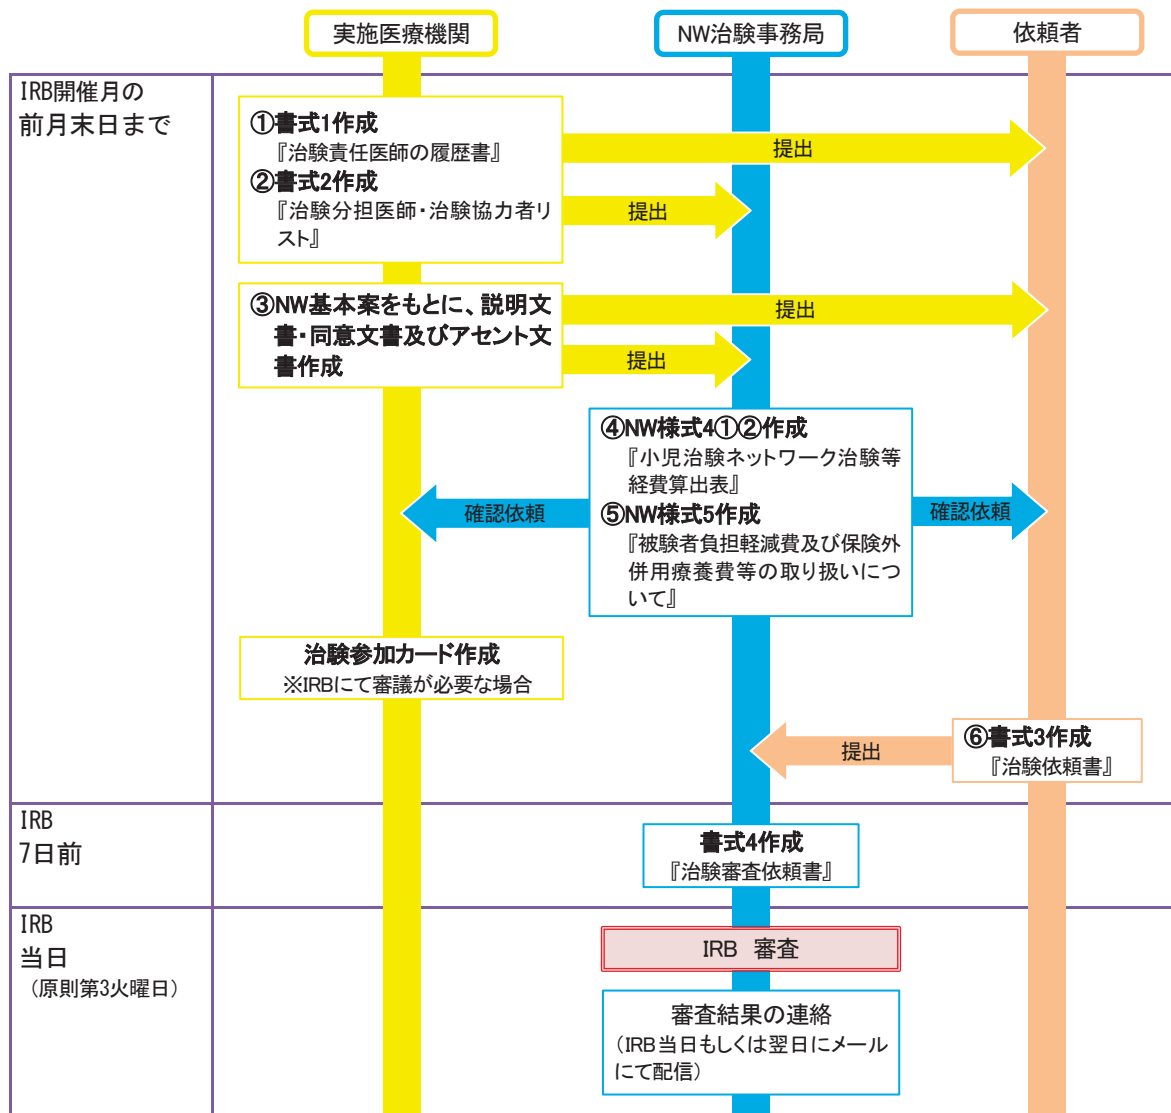 実施医療機関
NW治験事務局
依頼者
IRB開催月の
前月末日まで
①書式1作成
『治験責任医師の履歴書』
②書式2作成
『治験分担医師・治験協力者リ
スト』
提出
提出
③NW基本案をもとに、説明文
書・同意文書及びアセント文
書作成
提出
提出
④NW様式4①②作成
『小児治験ネットワーク治験等
経費算出表』
⑤NW様式5作成
『被験者負担軽減費及び保険外
併用療養費等の取り扱いにつ
いて』
確認依頼
確認依頼
治験参加カード作成
※IRBにて審議が必要な場合
⑥書式3作成
『治験依頼書』
提出
IRB
7日前
書式4作成
『治験審査依頼書』
IRB
当日
（原則第3火曜日）
IRB 審査
審査結果の連絡
（IRB当日もしくは翌日にメール
にて配信）